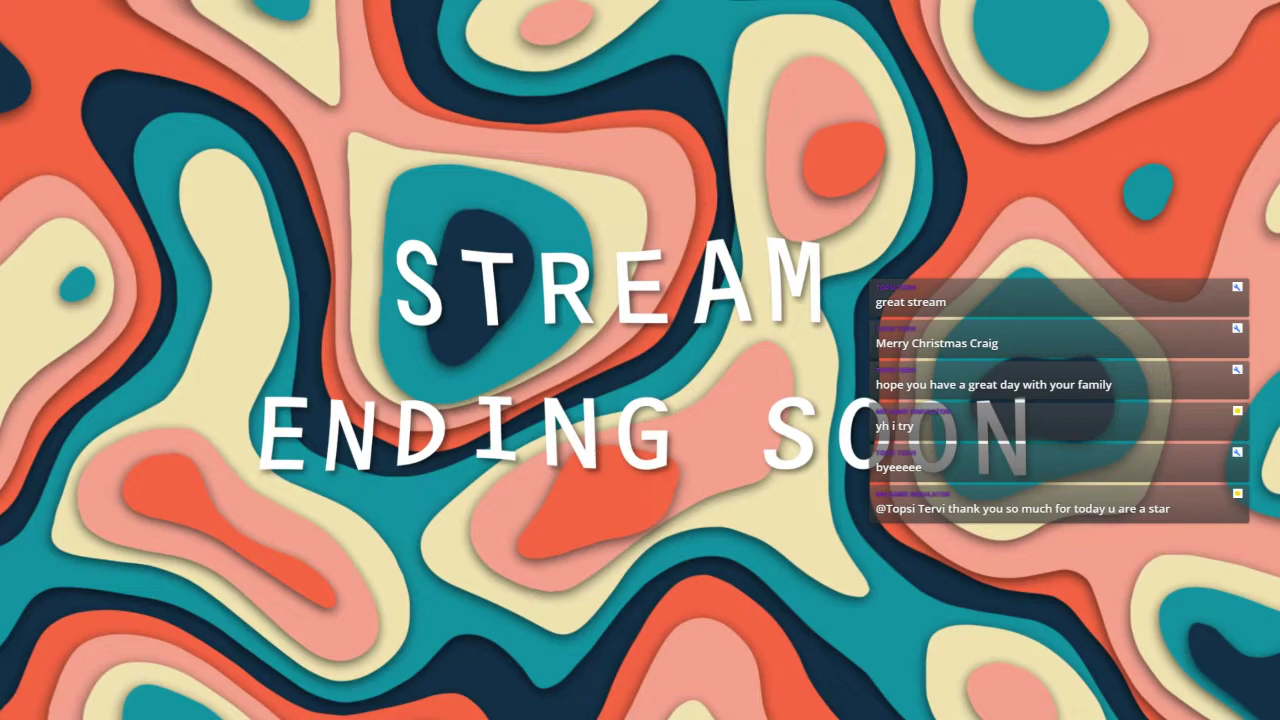 STREAM
ENDING SOON
great stream
Merry Christmas Craig
hope you have a great day with your family
yh i try
byeeeee
@Topsi Tervi thank you so much for today u are a star